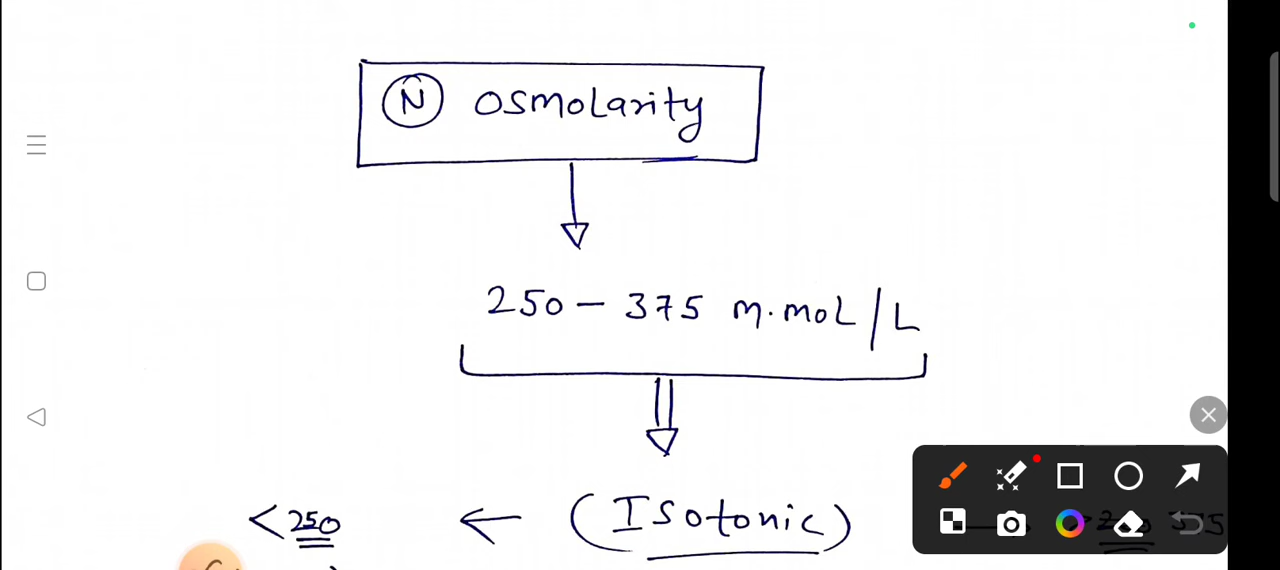 N Osmolarity
250 - 375 m.mol/L
<250 ← (Isotonic)